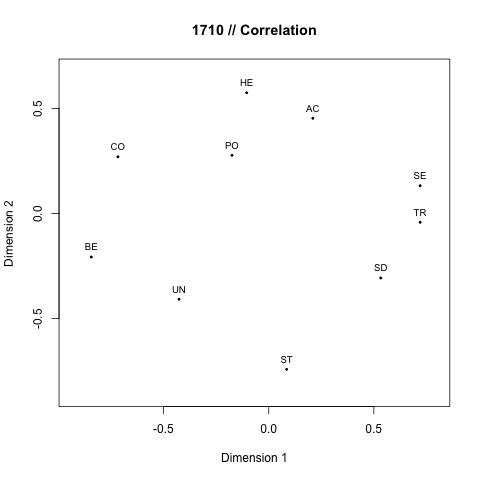 1710 // Correlation
HE
AC
CO
PO
SE
TR
BE
SD
UN
ST
0.5
0.0
-0.5
Dimension 2
-0.5
0.0
0.5
Dimension 1